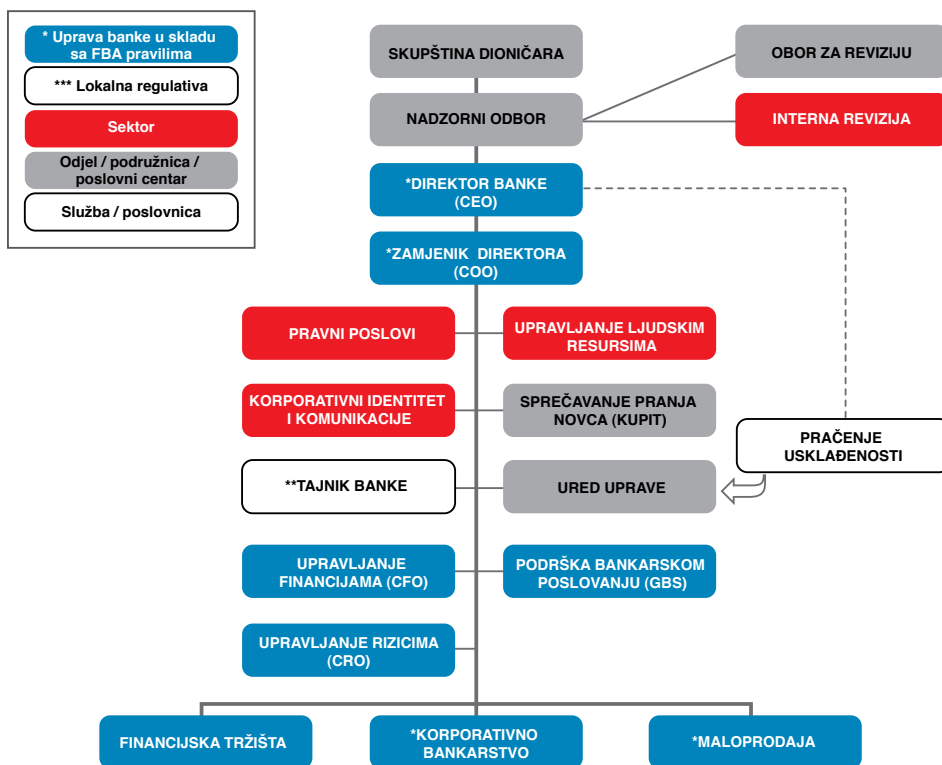 * Uprava banke u skladu
sa FBA pravilima
*** Lokalna regulativa
Sektor
Odjel / podružnica /
poslovni centar
Služba / poslovnica
SKUPŠTINA DIONIČARA
OBOR ZA REVIZIJU
NADZORNI ODBOR
INTERNA REVIZIJA
*DIREKTOR BANKE
(CEO)
*ZAMJENIK DIREKTORA
(COO)
PRAVNI POSLOVI
UPRAVLJANJE LJUDSKIM
RESURSIMA
KORPORATIVNI IDENTITET
I KOMUNIKACIJE
SPREČAVANJE PRANJA
NOVCA (KUPIT)
PRAČENJE
USKLAĐENOSTI
**TAJNIK BANKE
URED UPRAVE
UPRAVLJANJE
FINANCIJAMA (CFO)
PODRŠKA BANKARSKOM
POSLOVANJU (GBS)
UPRAVLJANJE RIZICIMA
(CRO)
FINANCIJSKA TRŽIŠTA
*KORPORATIVNO
BANKARSTVO
*MALOPRODAJA